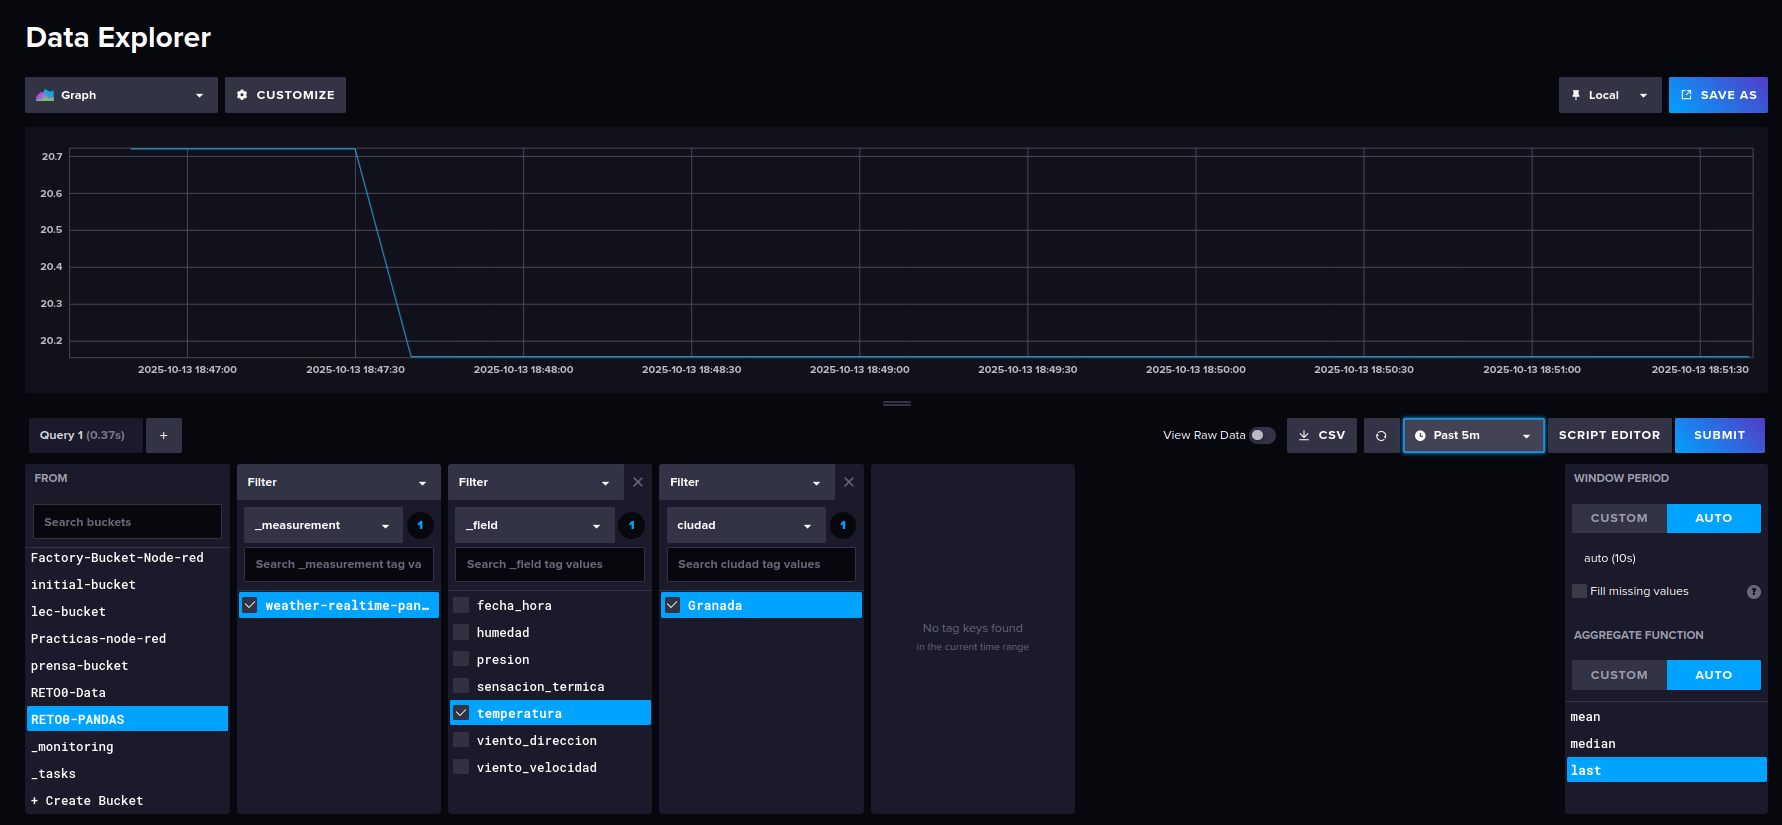 Data Explorer
Graph
CUSTOMIZE
Local
SAVE AS
20.7
20.6
20.5
20.4
20.3
20.2
2025-10-13 18:47:00
2025-10-13 18:47:30
2025-10-13 18:48:00
2025-10-13 18:48:30
2025-10-13 18:49:00
2025-10-13 18:49:30
2025-10-13 18:50:00
2025-10-13 18:50:30
2025-10-13 18:51:00
2025-10-13 18:51:30
Query 1 (0.37s)
+
View Raw Data
CSV
Past 5m
SCRIPT EDITOR
SUBMIT
FROM
Search buckets
Factory-Bucket-Node-red
initial-bucket
lec-bucket
Practicas-node-red
prensa-bucket
RETO0-Data
RETO0-PANDAS
_monitoring
_tasks
+ Create Bucket
Filter
_measurement
1
Search _measurement tag va
weather-realtime-pan…
Filter
_field
1
Search _field tag values
fecha_hora
humedad
presion
sensacion_termica
temperatura
viento_direccion
viento_velocidad
Filter
ciudad
1
Search ciudad tag values
Granada
No tag keys found
in the current time range
WINDOW PERIOD
CUSTOM
AUTO
auto (10s)
Fill missing values
?
AGGREGATE FUNCTION
CUSTOM
AUTO
mean
median
last